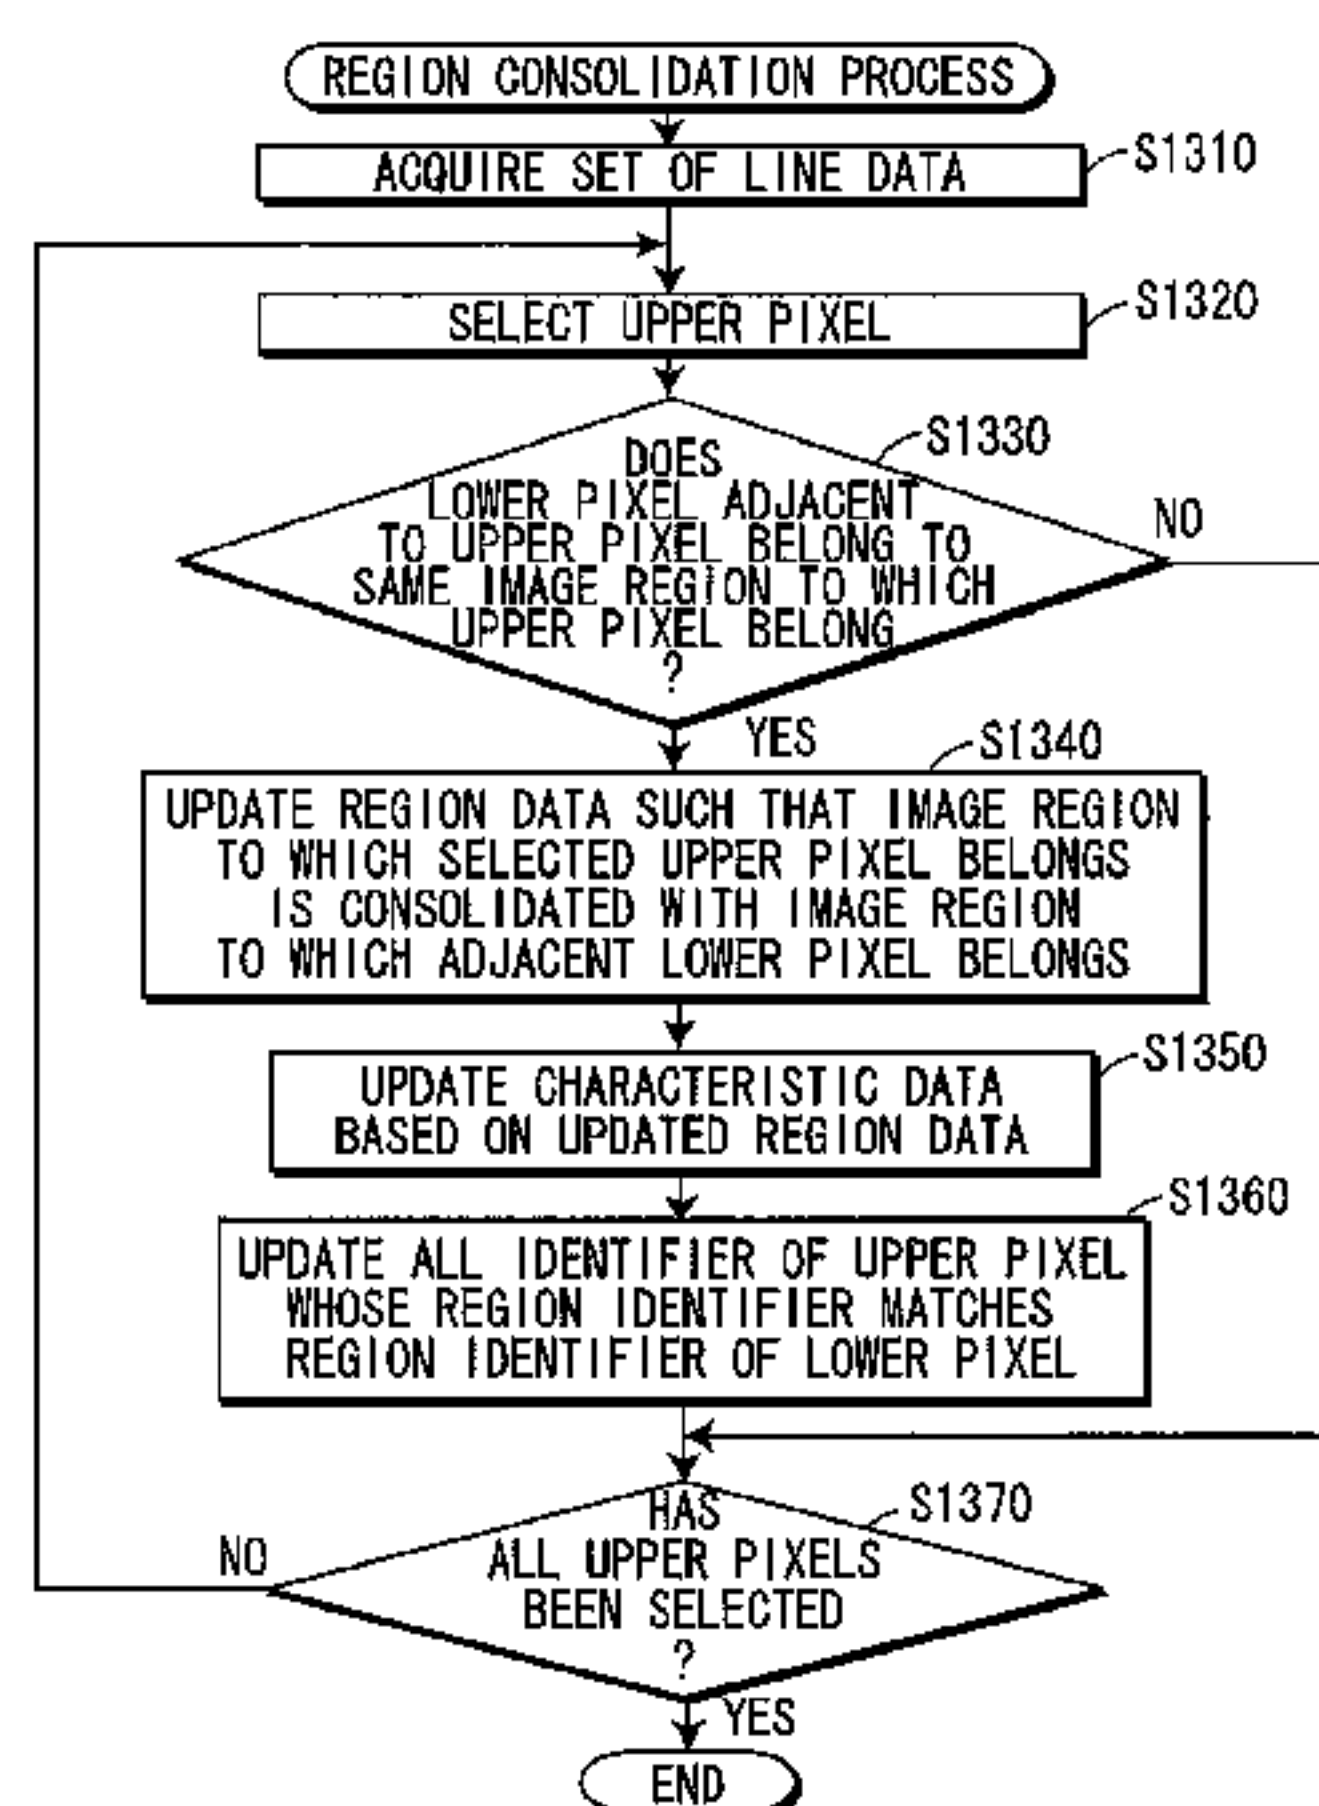 REGION CONSOLIDATION PROCESS
ACQUIRE SET OF LINE DATA
S1310
SELECT UPPER PIXEL
S1320
S1330
DOES
LOWER PIXEL ADJACENT
TO UPPER PIXEL BELONG TO
SAME IMAGE REGION TO WHICH
UPPER PIXEL BELONG
?
NO
YES
S1340
UPDATE REGION DATA SUCH THAT IMAGE REGION
TO WHICH SELECTED UPPER PIXEL BELONGS
IS CONSOLIDATED WITH IMAGE REGION
TO WHICH ADJACENT LOWER PIXEL BELONGS
S1350
UPDATE CHARACTERISTIC DATA
BASED ON UPDATED REGION DATA
S1360
UPDATE ALL IDENTIFIER OF UPPER PIXEL
WHOSE REGION IDENTIFIER MATCHES
REGION IDENTIFIER OF LOWER PIXEL
S1370
HAS
ALL UPPER PIXELS
BEEN SELECTED
?
NO
YES
END